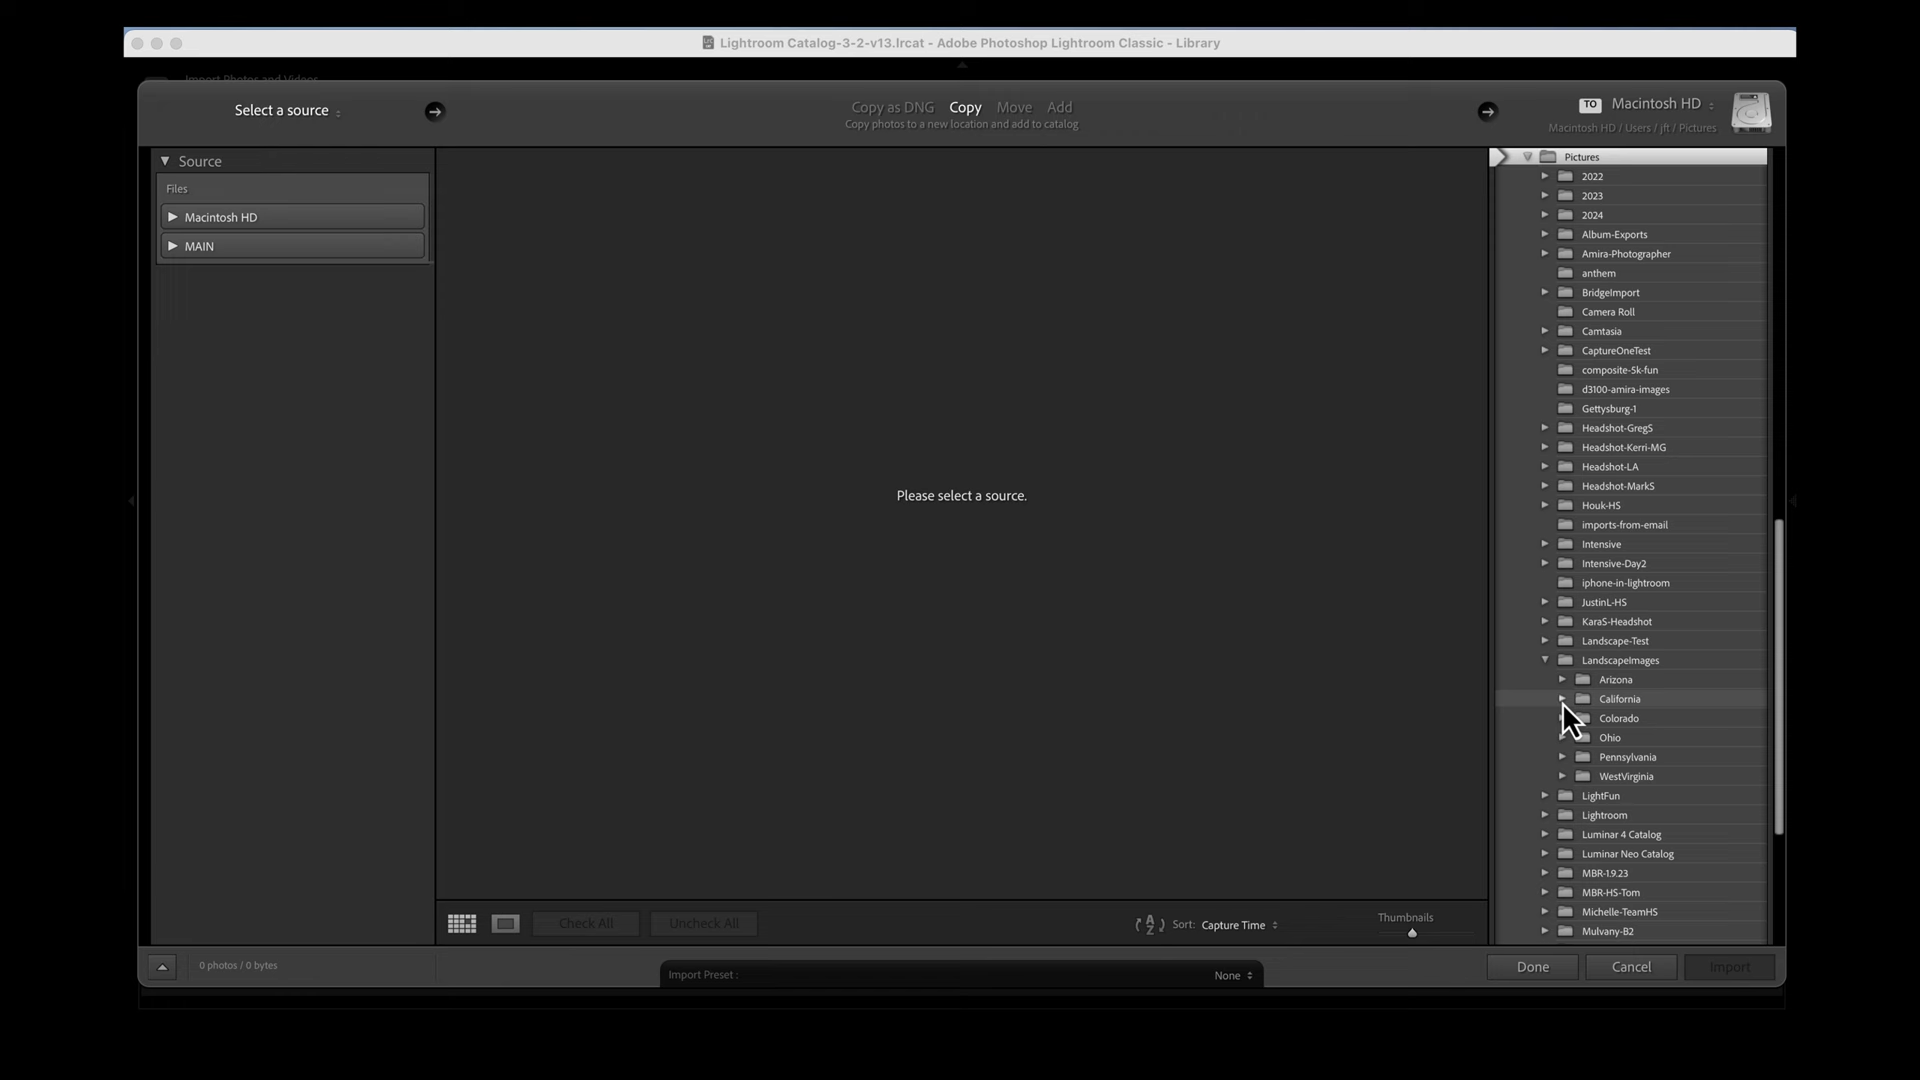 Lightroom Catalog-3-2-v13.lrcat - Adobe Photoshop Lightroom Classic - Library
Import Photos and Videos
Select a source
Copy as DNG Copy Move Add
Copy photos to a new location and add to catalog
TO Macintosh HD
Macintosh HD / Users / jft / Pictures
Source
Files
Macintosh HD
MAIN
Please select a source.
Pictures
2022
2023
2024
Album-Exports
Amira-Photographer
anthem
BridgeImport
Camera Roll
Camtasia
CaptureOneTest
composite-5k-fun
d3100-amira-images
Gettysburg-1
Headshot-GregS
Headshot-Kerri-MG
Headshot-LA
Headshot-MarkS
Houk-HS
imports-from-email
Intensive
Intensive-Day2
iphone-in-lightroom
JustinL-HS
KaraS-Headshot
Landscape-Test
LandscapeImages
Arizona
California
Colorado
Ohio
Pennsylvania
WestVirginia
LightFun
Lightroom
Luminar 4 Catalog
Luminar Neo Catalog
MBR-1.9.23
MBR-HS-Tom
Michelle-TeamHS
Mulvany-B2
Check All Uncheck All
AZ Sort: Capture Time
Thumbnails
0 photos / 0 bytes
Import Preset : None
Done Cancel Import